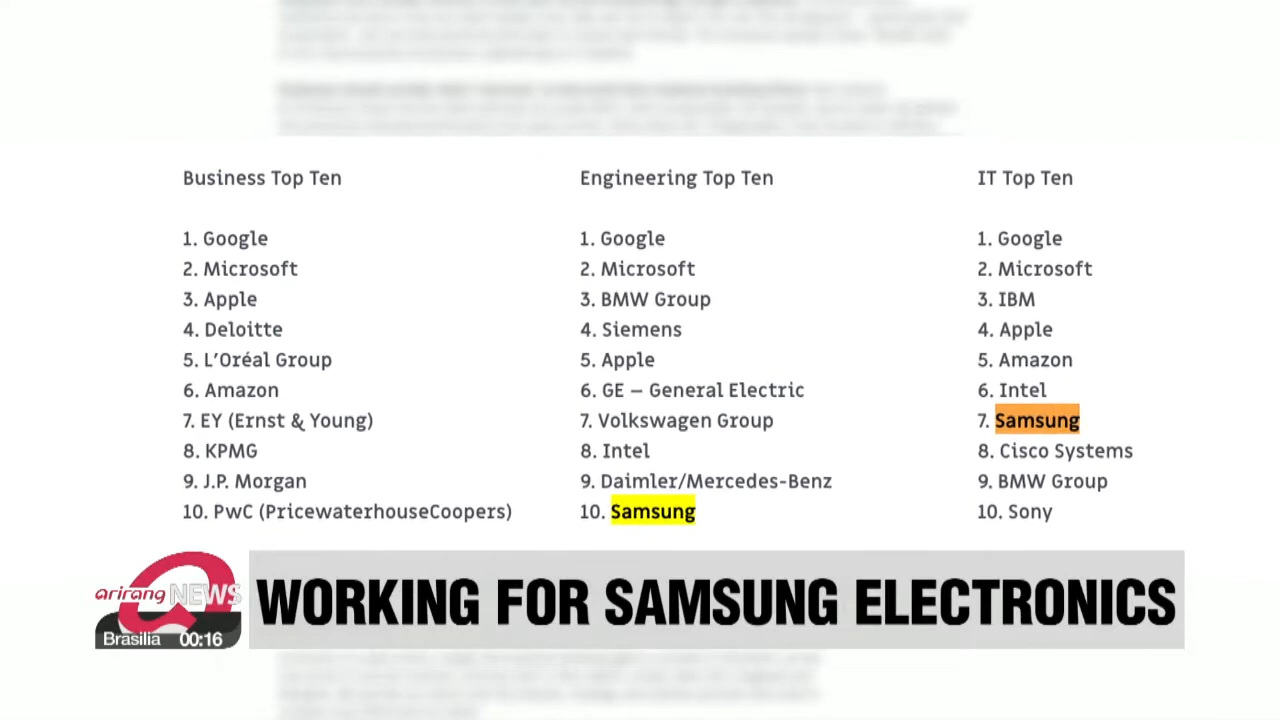 Business Top Ten
1. Google
2. Microsoft
3. Apple
4. Deloitte
5. L’Oréal Group
6. Amazon
7. EY (Ernst & Young)
8. KPMG
9. J.P. Morgan
10. PwC (PricewaterhouseCoopers)
Engineering Top Ten
1. Google
2. Microsoft
3. BMW Group
4. Siemens
5. Apple
6. GE – General Electric
7. Volkswagen Group
8. Intel
9. Daimler/Mercedes-Benz
10. Samsung
IT Top Ten
1. Google
2. Microsoft
3. IBM
4. Apple
5. Amazon
6. Intel
7. Samsung
8. Cisco Systems
9. BMW Group
10. Sony
arirang NEWS
Brasilia 00:16
WORKING FOR SAMSUNG ELECTRONICS